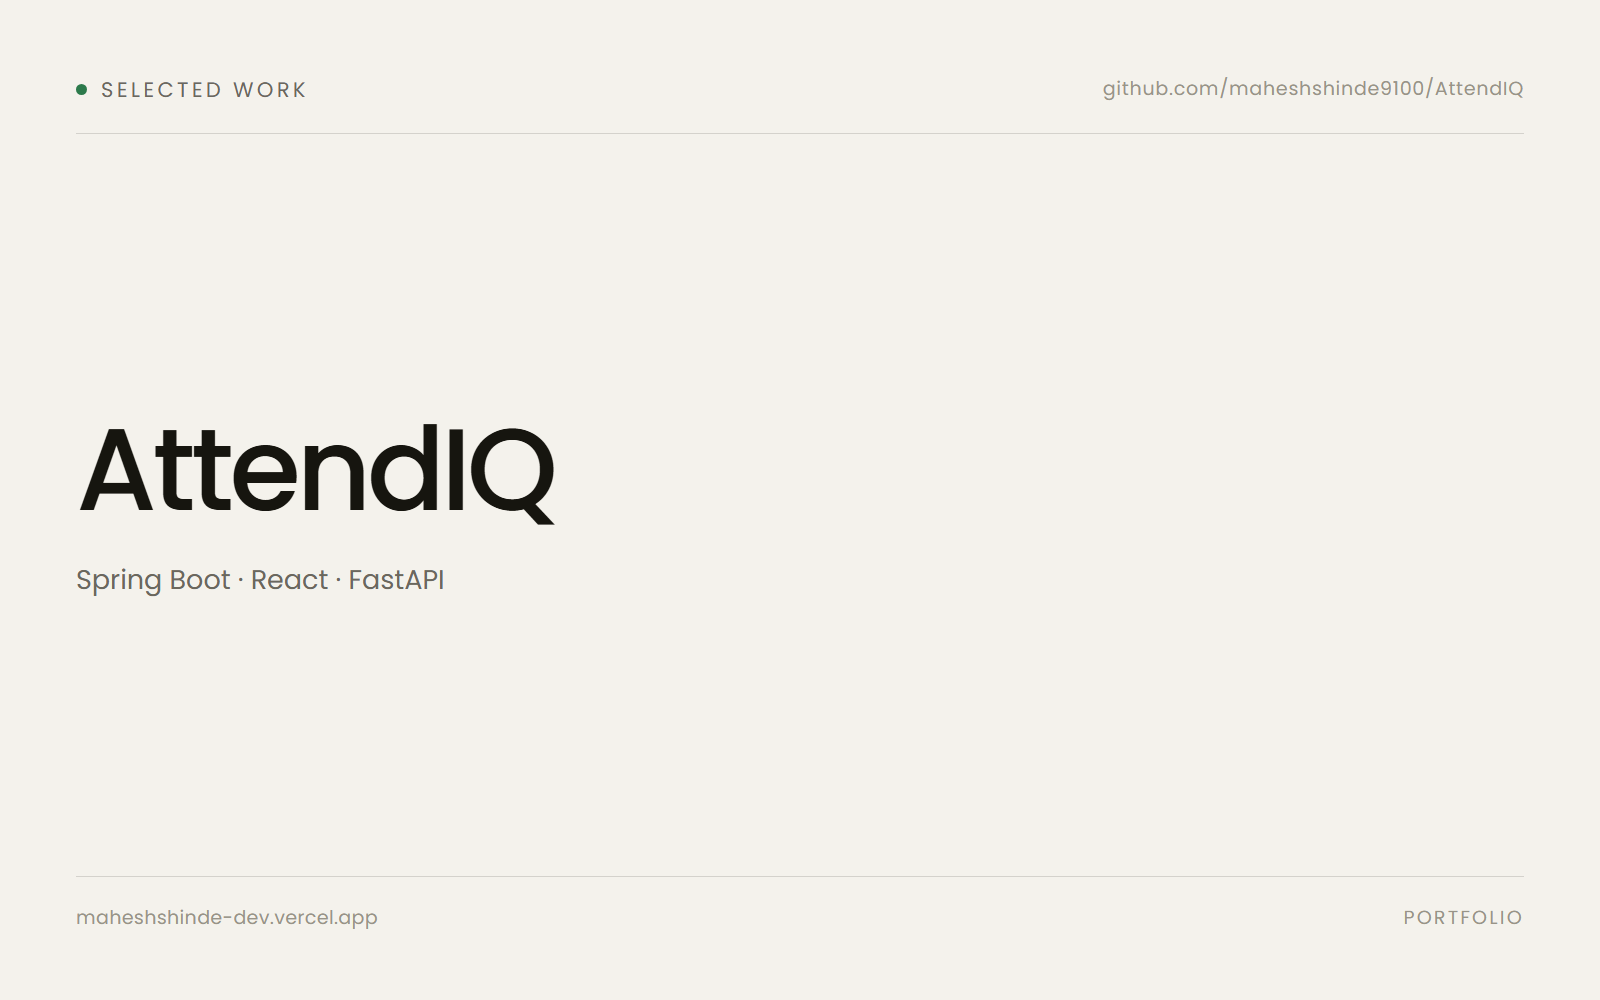 SELECTED WORK
github.com/maheshshinde9100/AttendIQ
AttendIQ
Spring Boot · React · FastAPI
maheshshinde-dev.vercel.app
PORTFOLIO